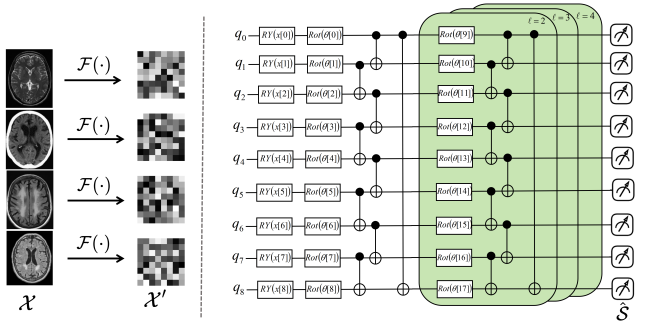 𝓕(·)
𝓕(·)
𝓕(·)
𝓕(·)
𝒳 𝒳′
ℓ=2 ℓ=3 ℓ=4
q₀ RY(x[0]) Rot(θ[0]) Rot(θ[9])
q₁ RY(x[1]) Rot(θ[1]) Rot(θ[10]
q₂ RY(x[2]) Rot(θ[2]) Rot(θ[11]
q₃ RY(x[3]) Rot(θ[3]) Rot(θ[12]
q₄ RY(x[4]) Rot(θ[4]) Rot(θ[13]
q₅ RY(x[5]) Rot(θ[5]) Rot(θ[14]
q₆ RY(x[6]) Rot(θ[6]) Rot(θ[15]
q₇ RY(x[7]) Rot(θ[7]) Rot(θ[16]
q₈ RY(x[8]) Rot(θ[8]) Rot(θ[17]
𝒮̂